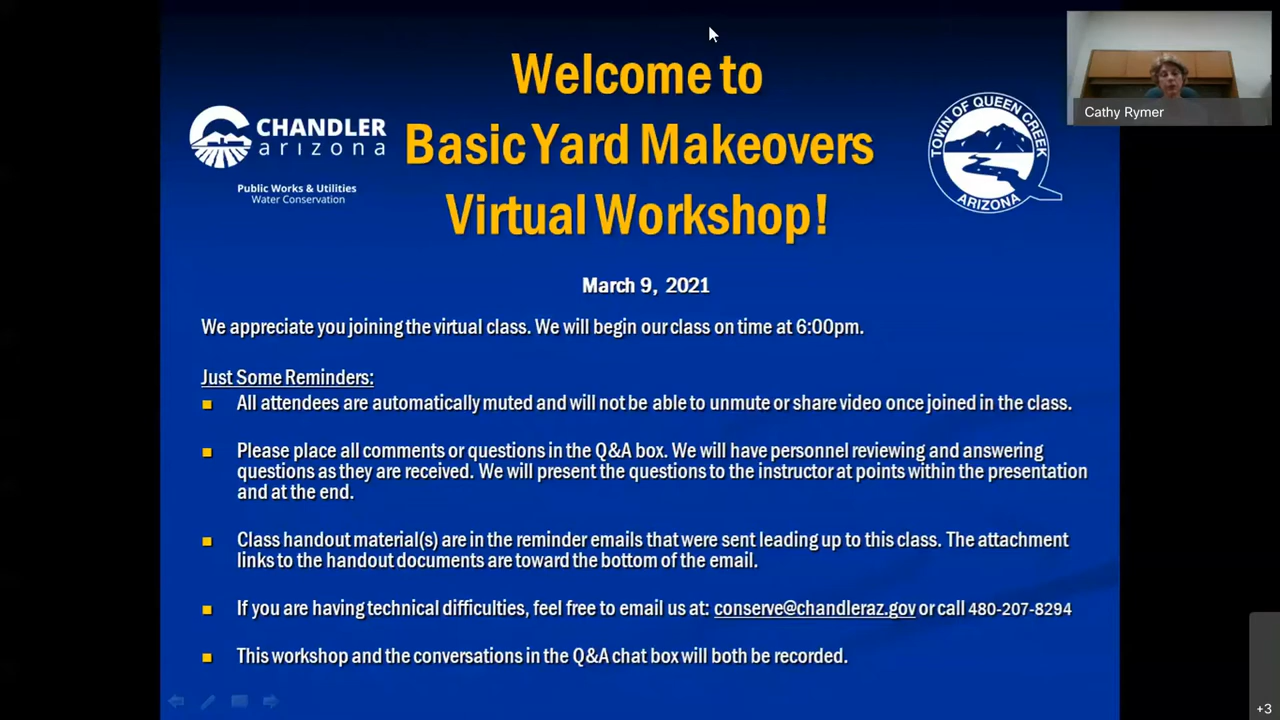 Welcome to
Basic Yard Makeovers
Virtual Workshop!
CHANDLER
arizona
Public Works & Utilities
Water Conservation
TOWN OF QUEEN CREEK
ARIZONA
Cathy Rymer
March 9, 2021
We appreciate you joining the virtual class. We will begin our class on time at 6:00pm.
Just Some Reminders:
All attendees are automatically muted and will not be able to unmute or share video once joined in the class.
Please place all comments or questions in the Q&A box. We will have personnel reviewing and answering
questions as they are received. We will present the questions to the instructor at points within the presentation
and at the end.
Class handout material(s) are in the reminder emails that were sent leading up to this class. The attachment
links to the handout documents are toward the bottom of the email.
If you are having technical difficulties, feel free to email us at: conserve@chandleraz.gov or call 480-207-8294
This workshop and the conversations in the Q&A chat box will both be recorded.
+3